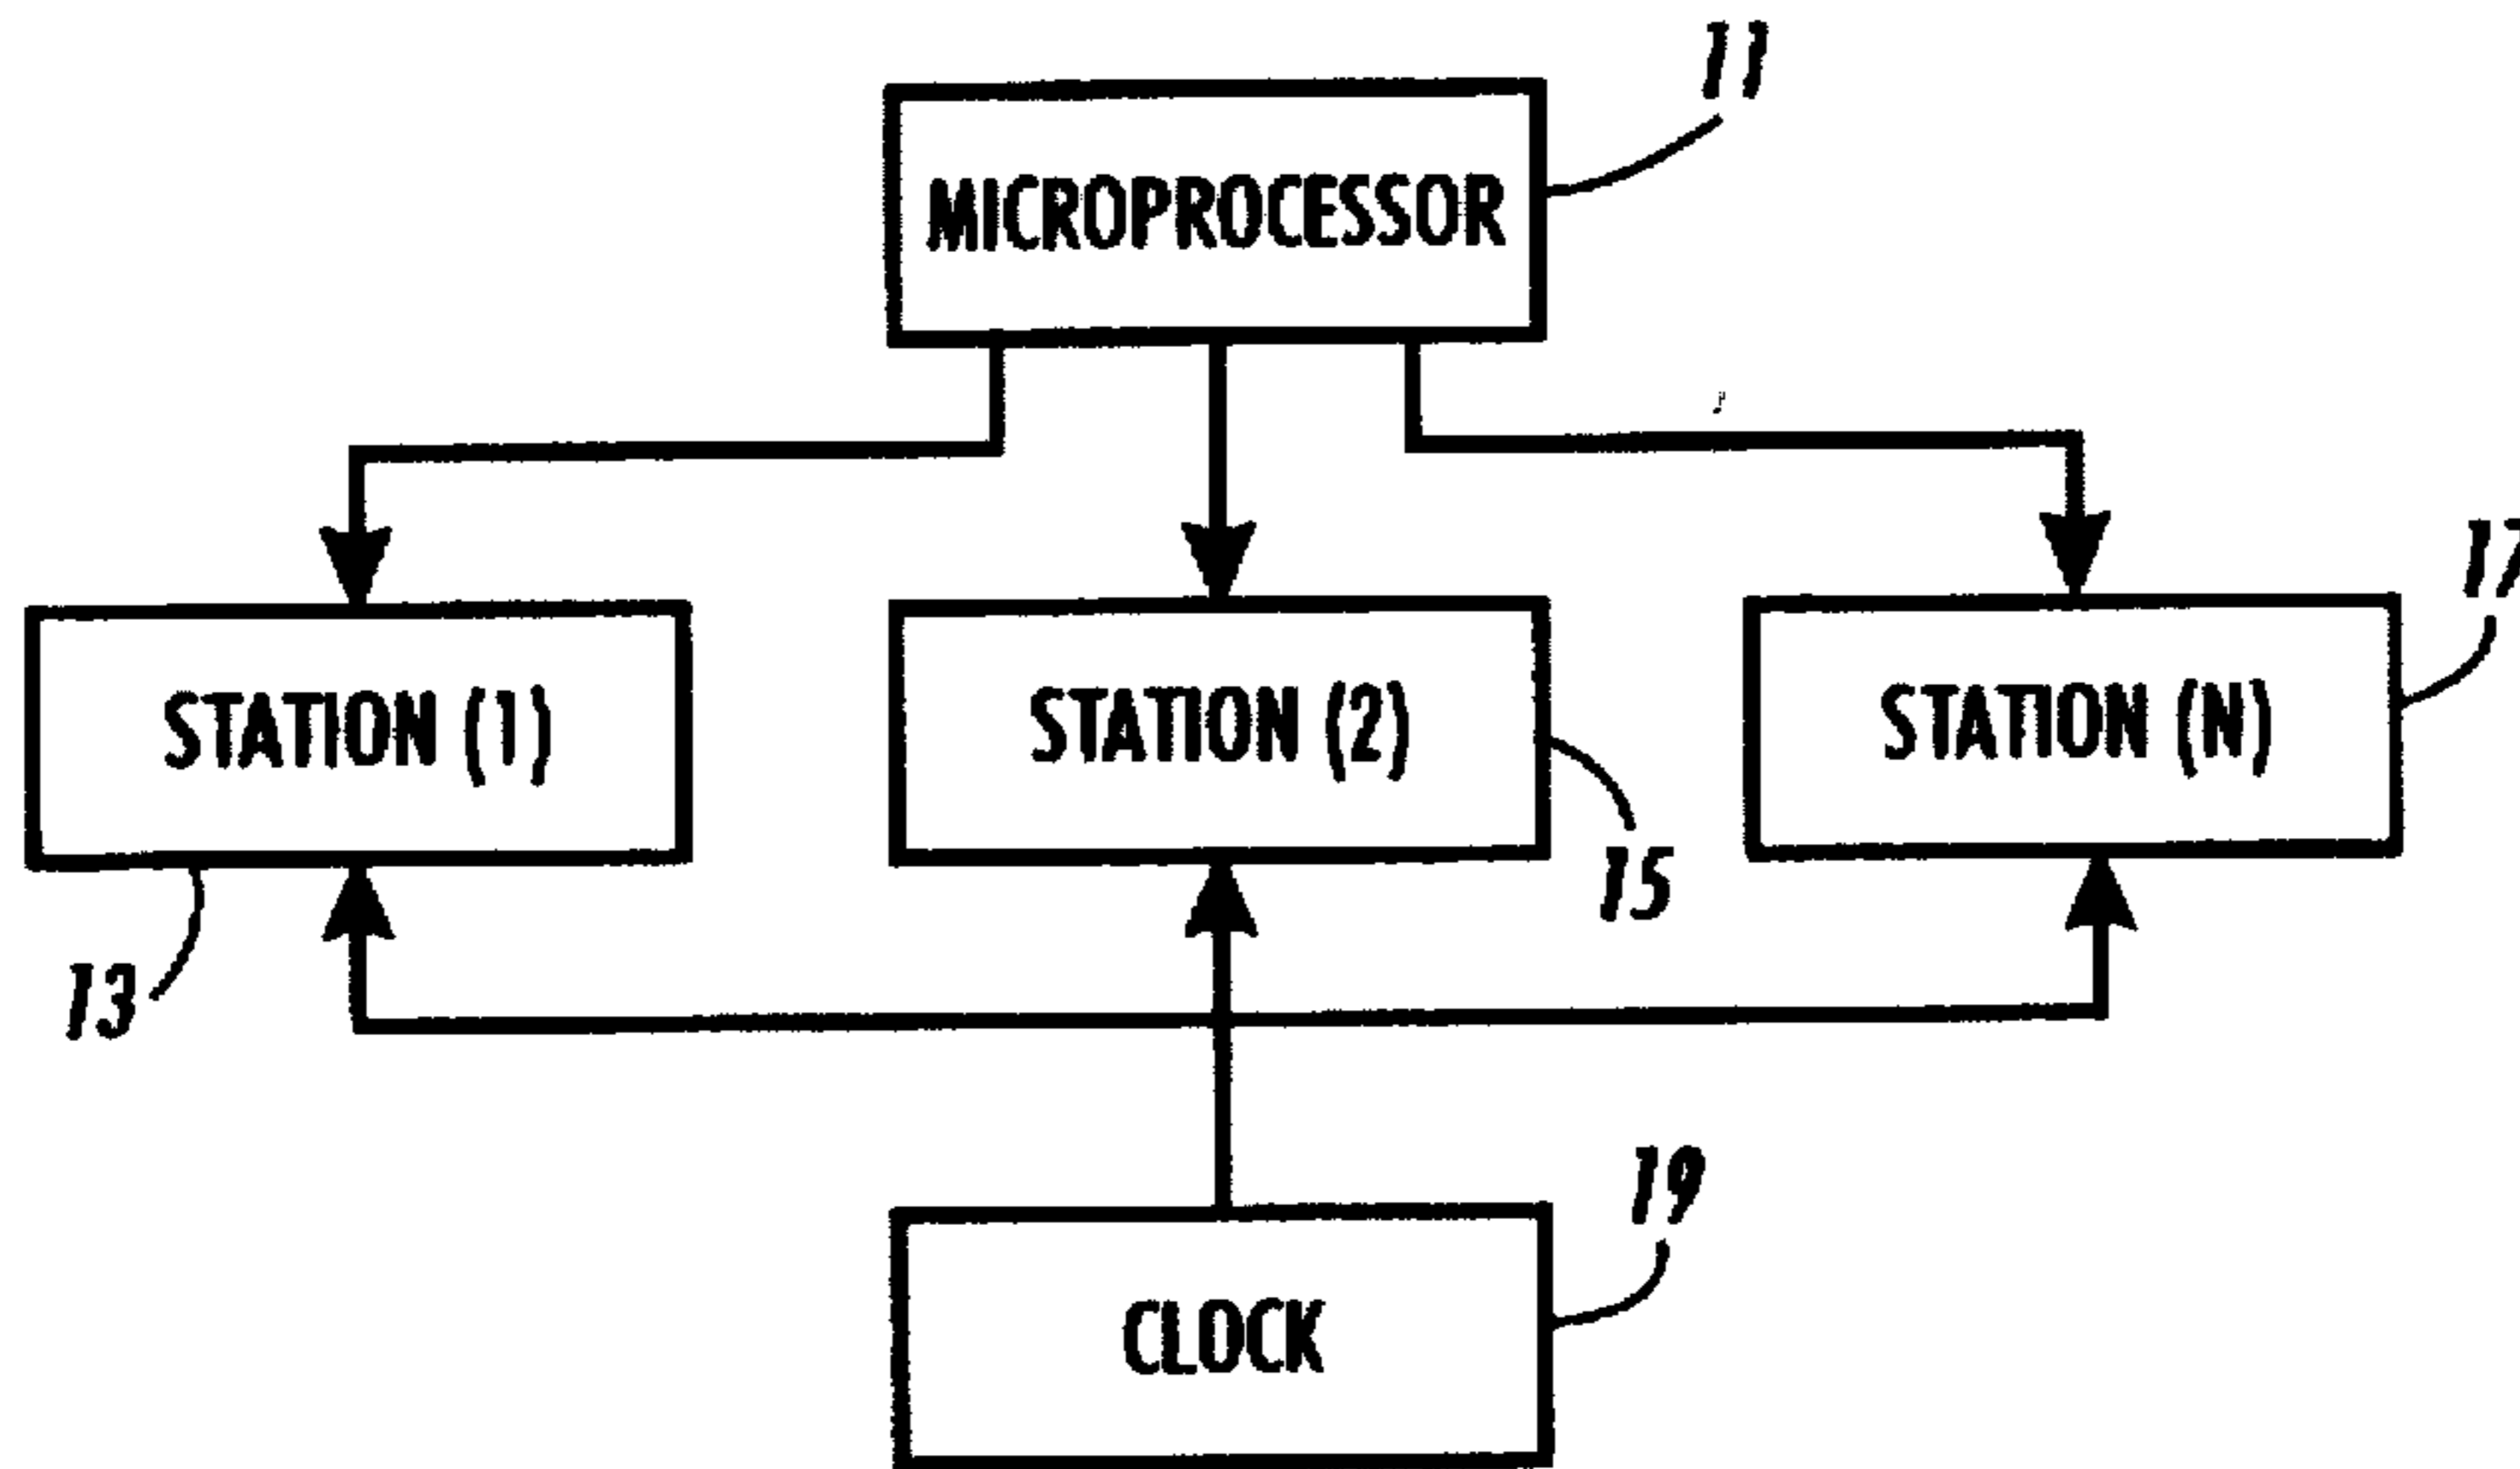 11
MICROPROCESSOR
17
STATION (1)
STATION (2)
STATION (N)
15
13
19
CLOCK